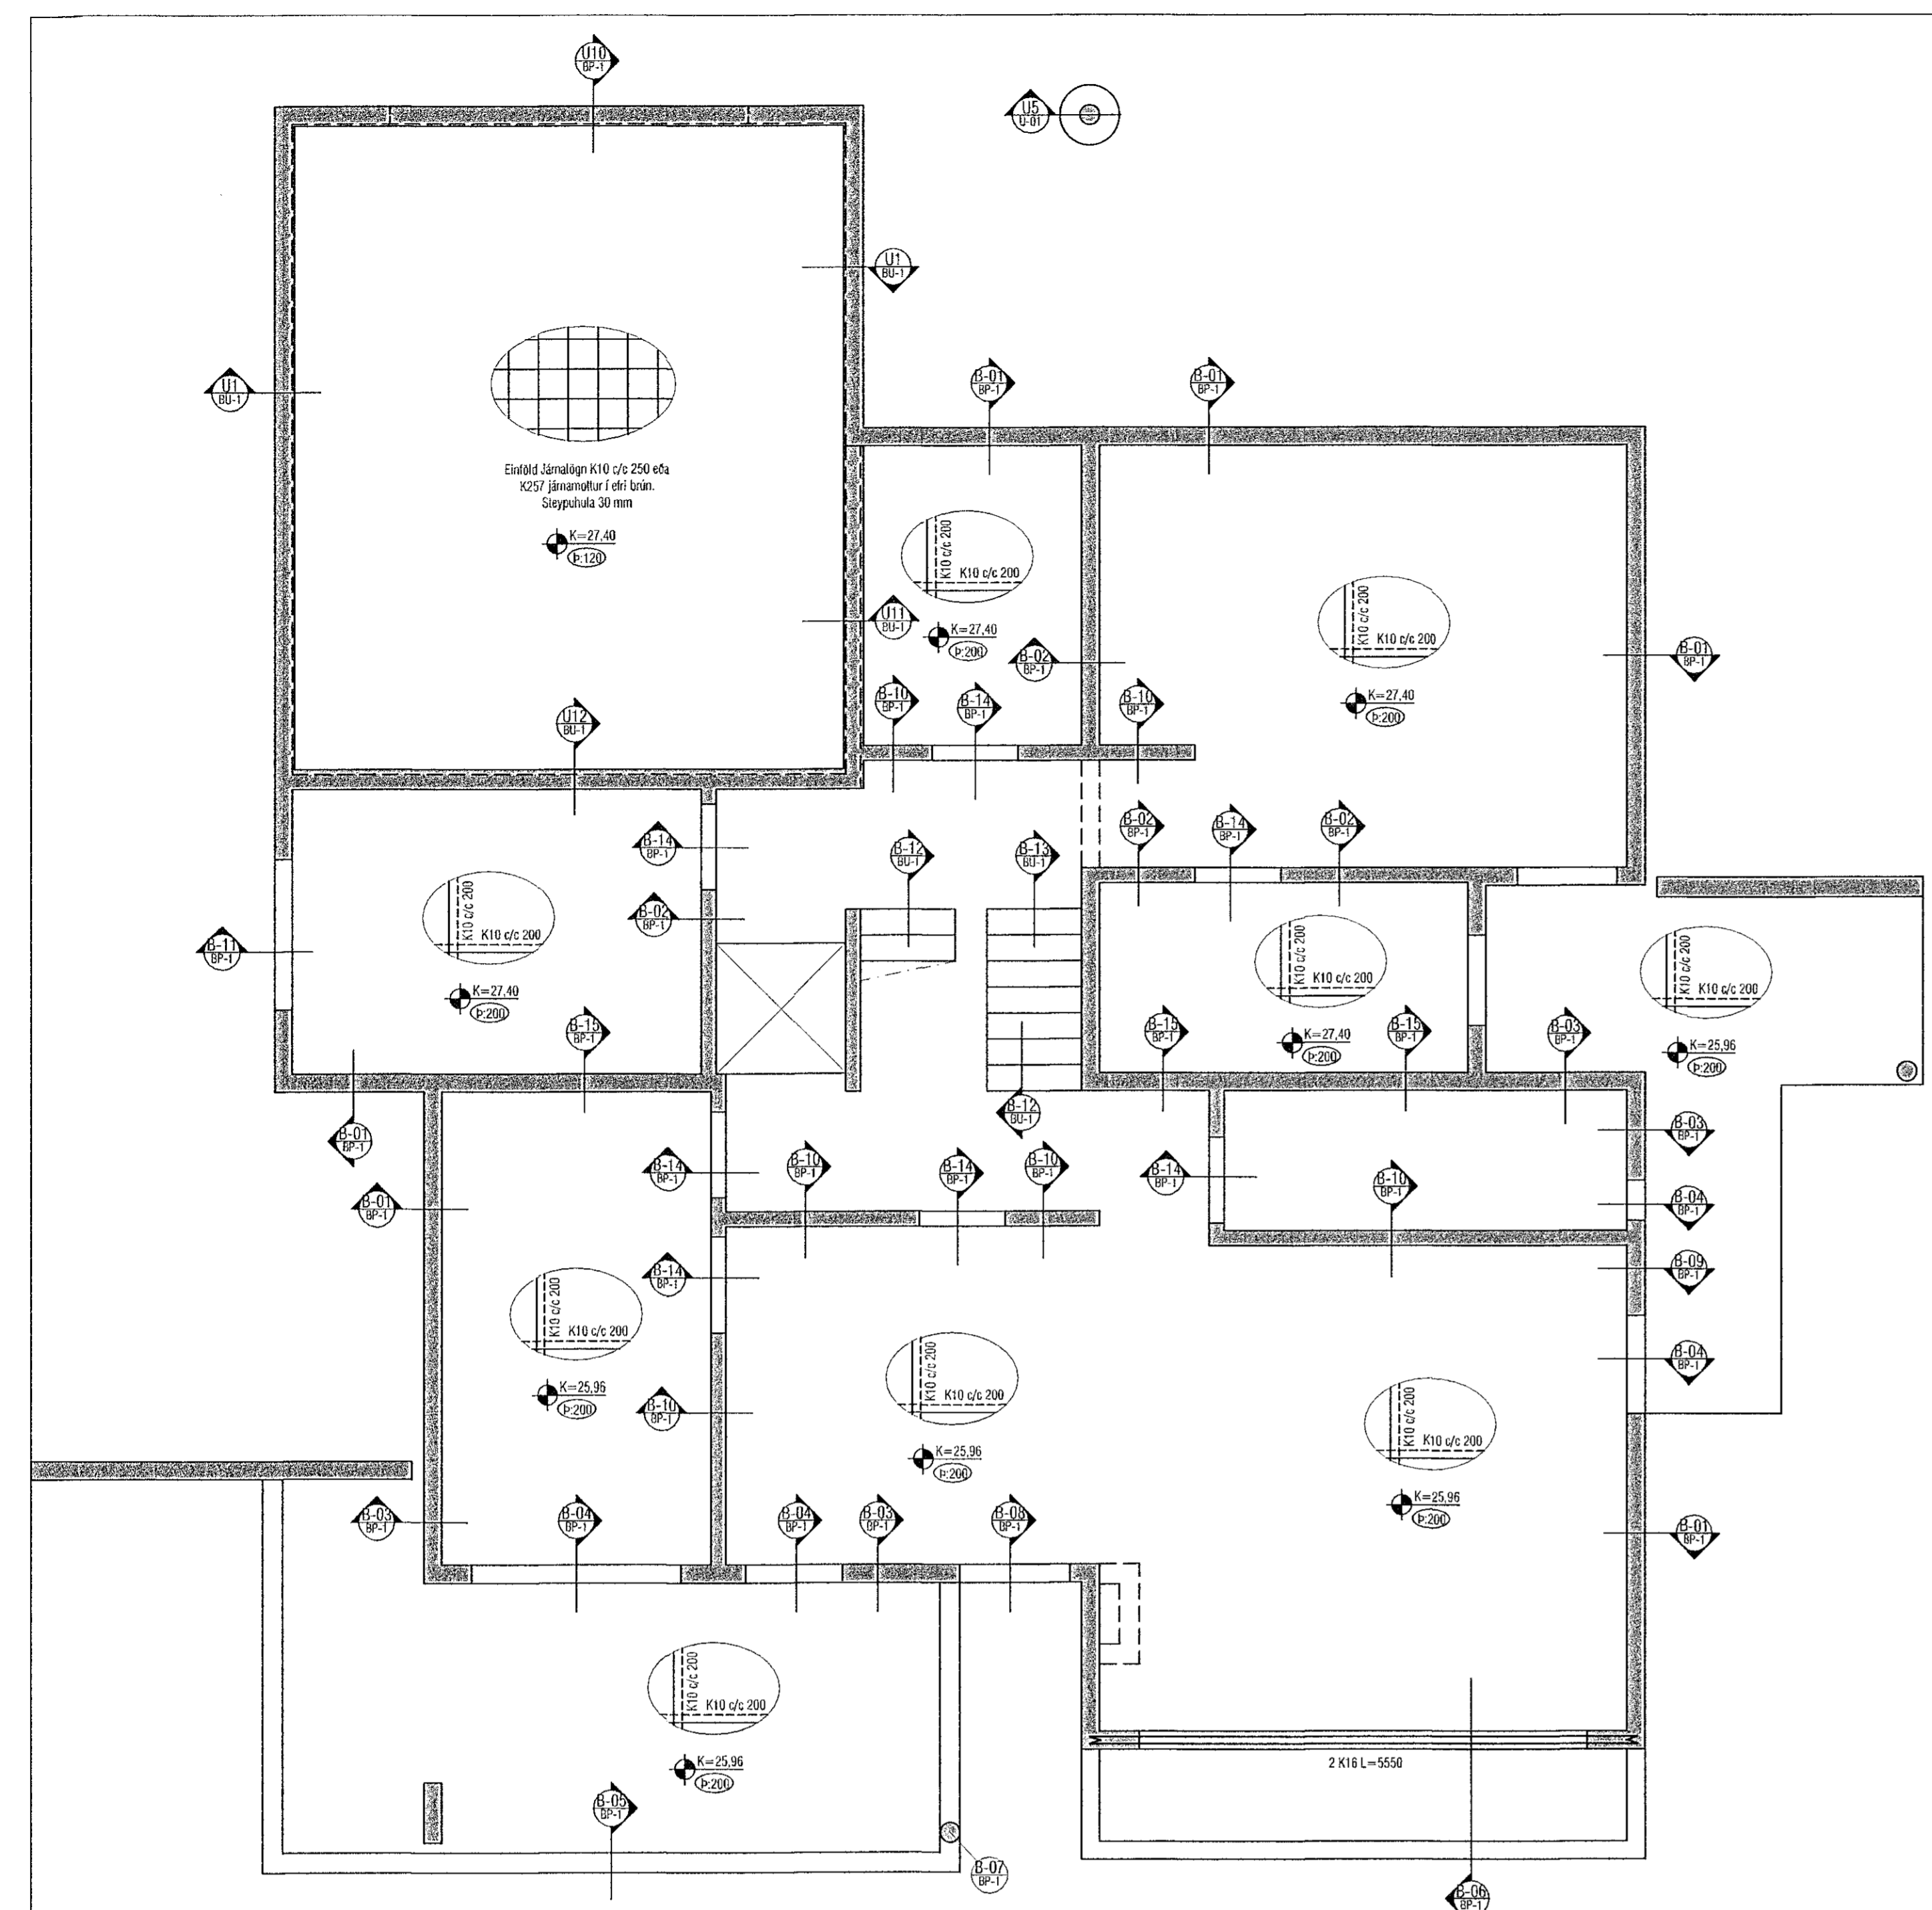 U10
BP-1
U5
U-01
U1
BU-1
U1
BU-1
B-01
BP-1
B-01
BP-1
Einföld Járnalögn K10 c/c 250 eða
K257 járnamottur í efri brún.
Steypuhula 30 mm
K=27,40
Þ:120
K10 c/c 200
K10 c/c 200
K=27,40
Þ:200
U11
BU-1
B-02
BP-1
K10 c/c 200
K10 c/c 200
K=27,40
Þ:200
B-01
BP-1
B-10
BP-1
B-14
BP-1
B-10
BP-1
U12
BU-1
B-14
BP-1
B-12
BU-1
B-13
BU-1
B-02
BP-1
B-14
BP-1
B-02
BP-1
K10 c/c 200
K10 c/c 200
K=27,40
Þ:200
B-02
BP-1
B-11
BP-1
B-15
BP-1
K10 c/c 200
K10 c/c 200
K=27,40
Þ:200
B-15
BP-1
B-15
BP-1
B-03
BP-1
K10 c/c 200
K10 c/c 200
K=25,96
Þ:200
B-01
BP-1
B-12
BU-1
B-03
BP-1
B-01
BP-1
B-14
BP-1
B-10
BP-1
B-14
BP-1
B-10
BP-1
B-14
BP-1
B-10
BP-1
B-04
BP-1
B-14
BP-1
B-09
BP-1
K10 c/c 200
K10 c/c 200
K=25,96
Þ:200
B-10
BP-1
K10 c/c 200
K10 c/c 200
K=25,96
Þ:200
B-04
BP-1
K10 c/c 200
K10 c/c 200
K=25,96
Þ:200
B-03
BP-1
B-04
BP-1
B-04
BP-1
B-03
BP-1
B-08
BP-1
B-01
BP-1
K10 c/c 200
K10 c/c 200
K=25,96
Þ:200
2 K16 L=5550
B-05
BP-1
B-07
BP-1
B-06
BP-1